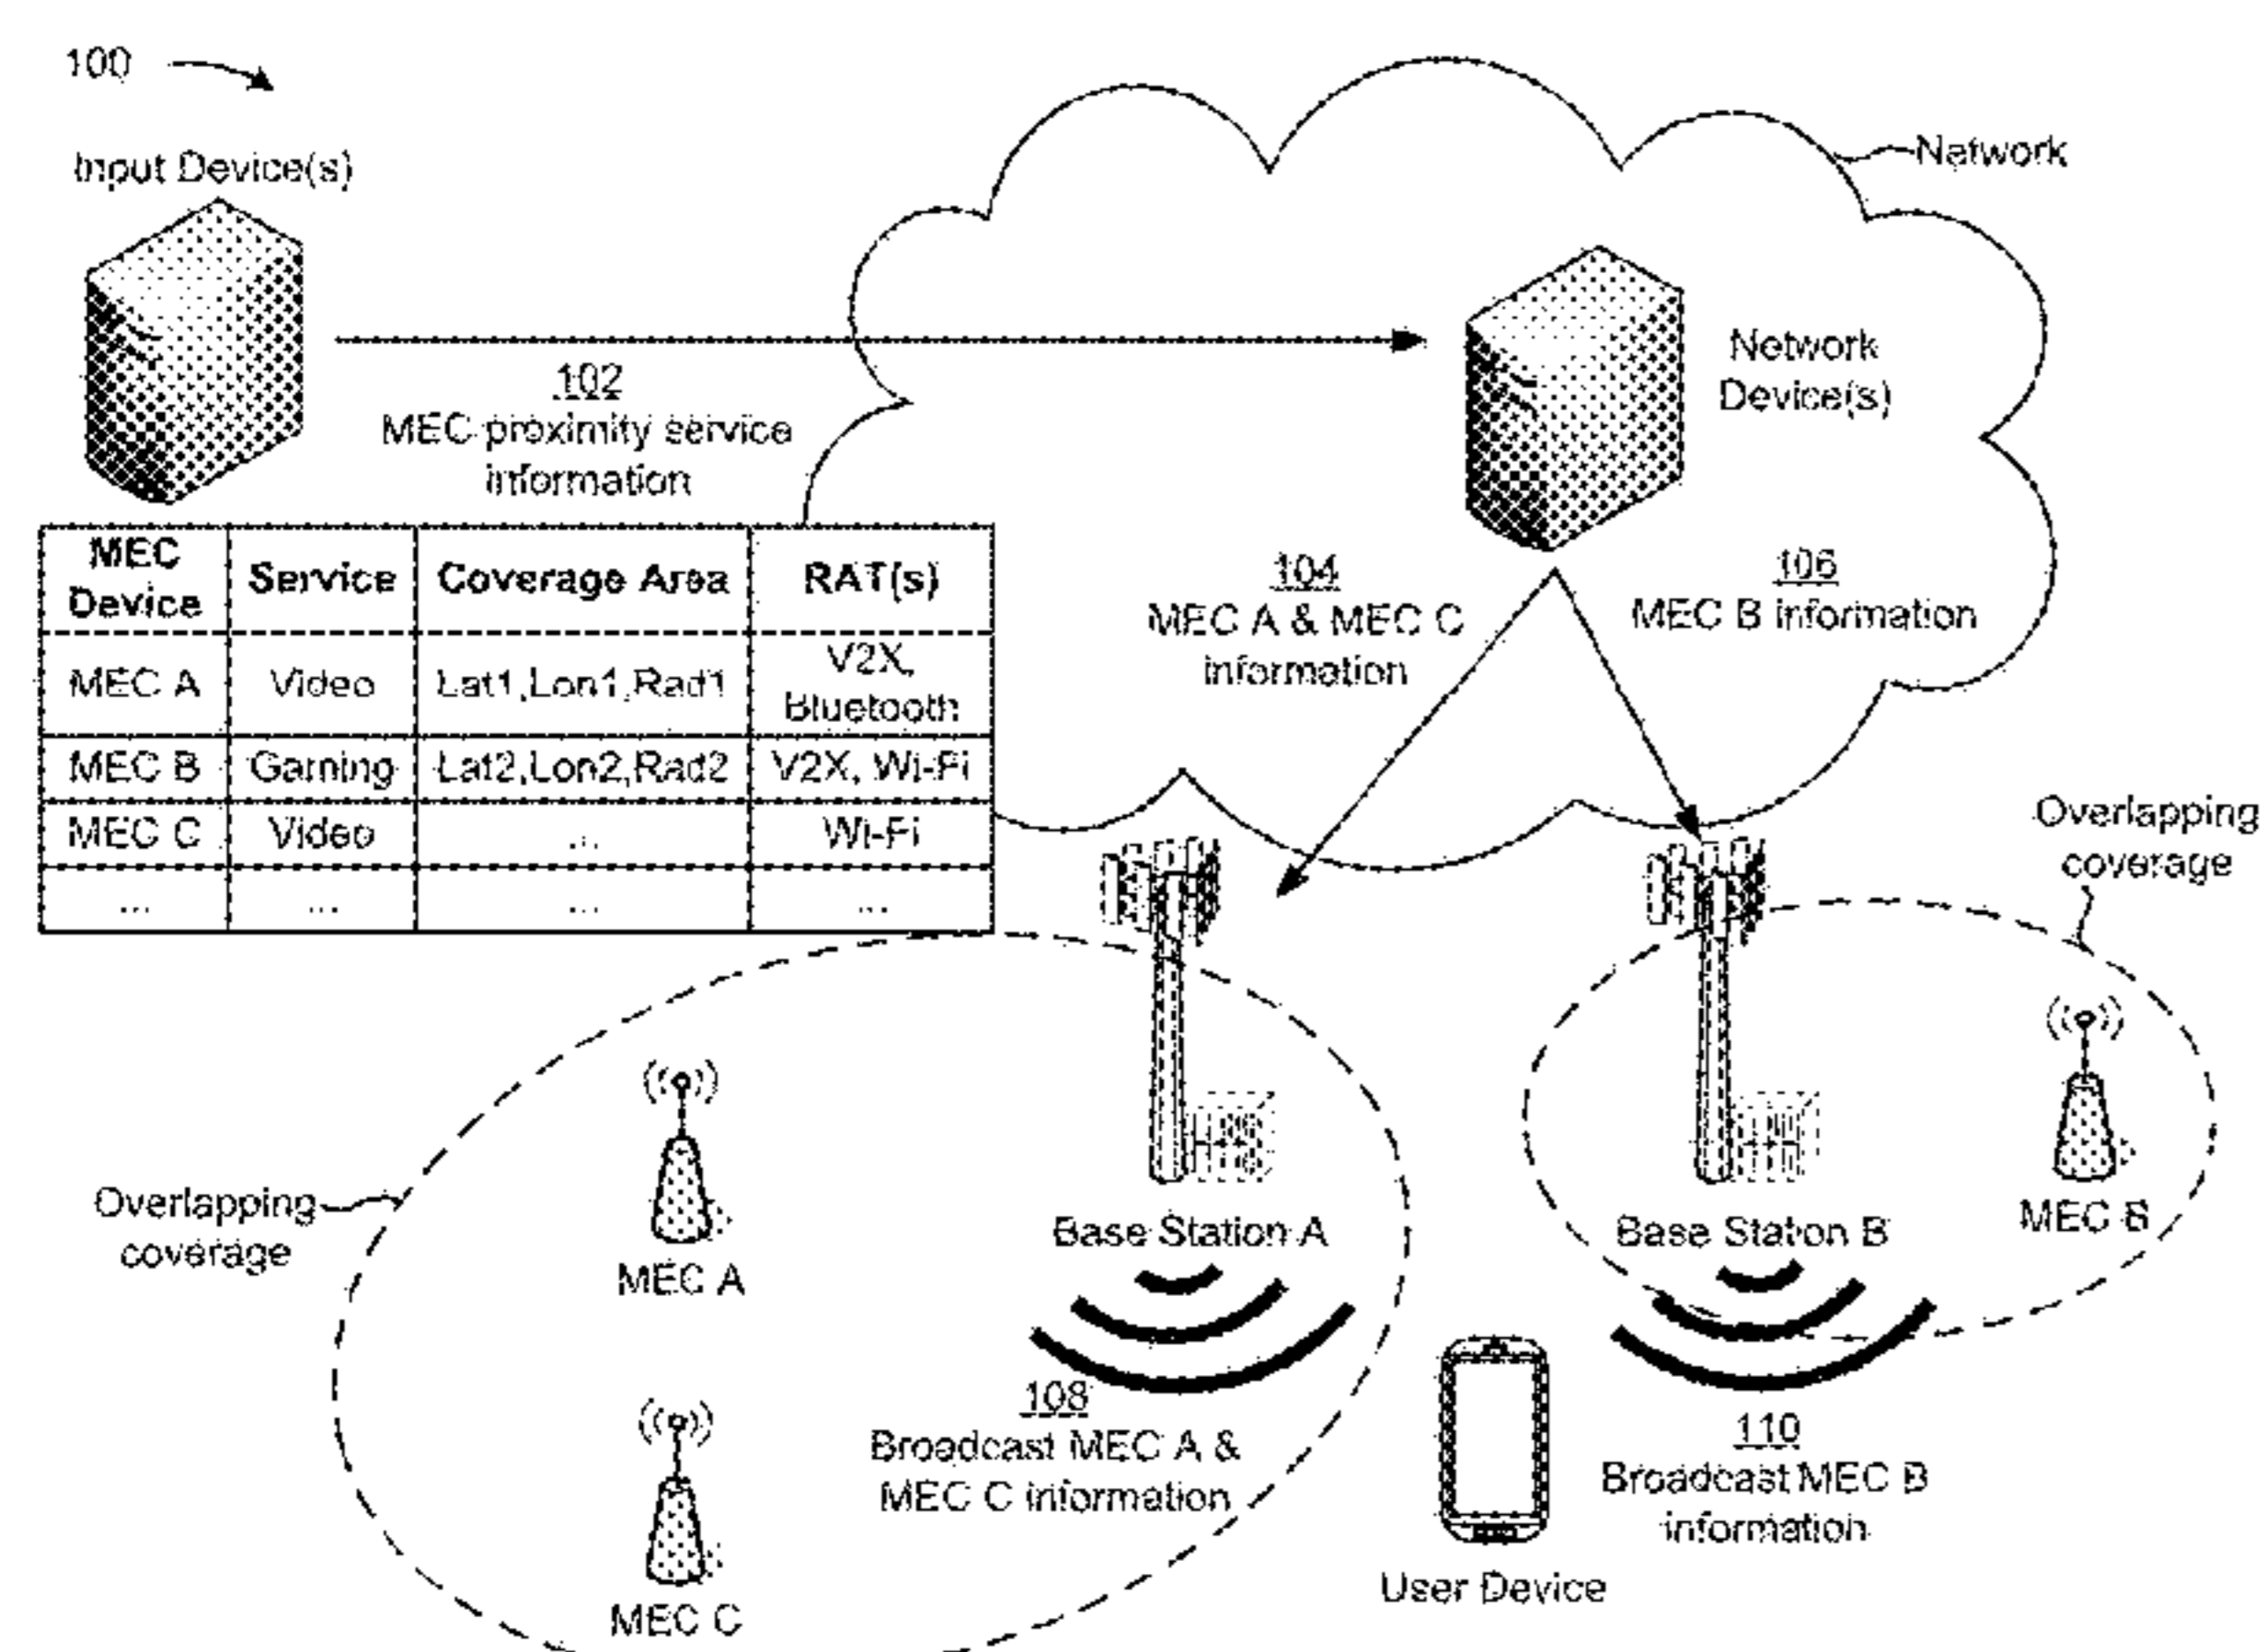 100
Network
Input Device(s)
Network
Device(s)
102
MEC proximity service
information
MEC Device | Service | Coverage Area | RAT(s)
MEC A | Video | Lat1,Lon1,Rad1 | V2X, Bluetooth
MEC B | Gaming | Lat2,Lon2,Rad2 | V2X, Wi-Fi
MEC C | Video | ... | Wi-Fi
... | ... | ... | ...
104
MEC A & MEC C
information
106
MEC B information
Overlapping
coverage
Overlapping
coverage
MEC A
Base Station A
Base Station B
MEC B
MEC C
108
Broadcast MEC A &
MEC C information
User Device
110
Broadcast MEC B
information